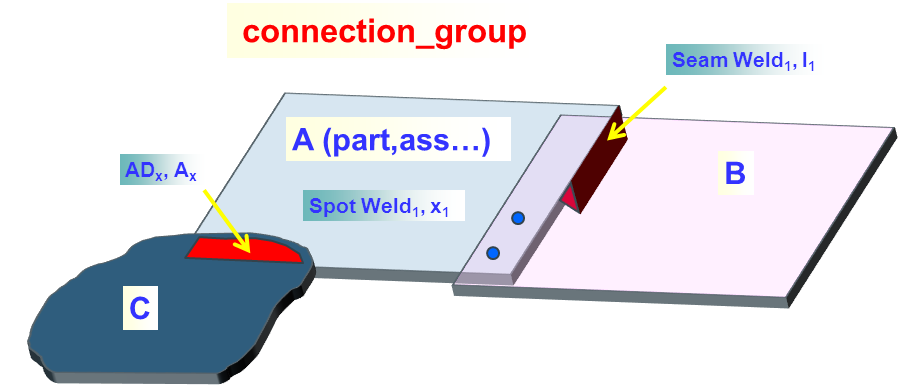 connection_group
Seam Weld₁, l₁
A (part,ass…)
ADₓ, Aₓ
B
Spot Weld₁, x₁
C